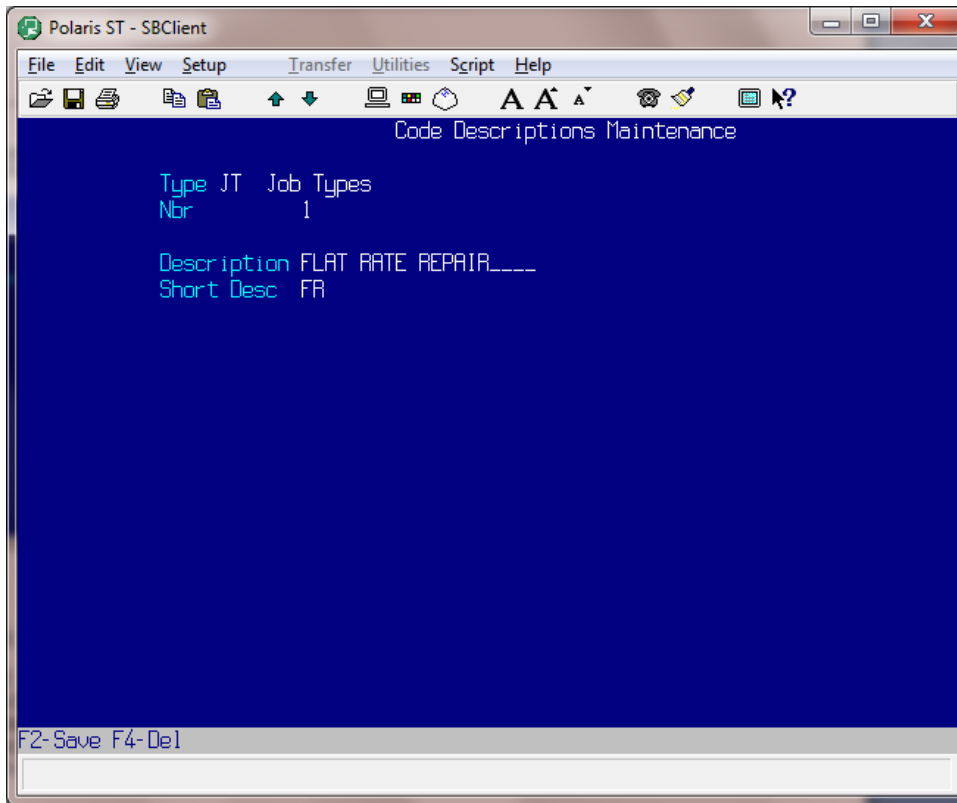 Polaris ST - SBClient
File Edit View Setup Transfer Utilities Script Help
A A A
Code Descriptions Maintenance
Type JT Job Types
Nbr 1
Description FLAT RATE REPAIR____
Short Desc FR
F2-Save F4-Del